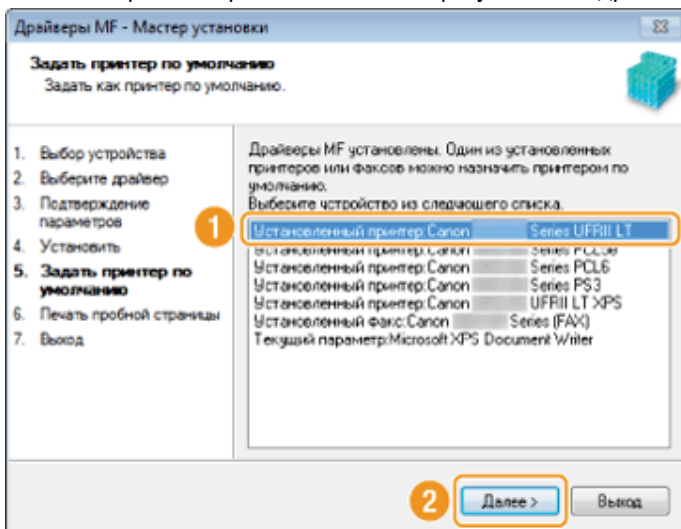 Драйверы MF - Мастер установки
Задать принтер по умолчанию
Задать как принтер по умолчанию.
1. Выбор устройства
2. Выберите драйвер
3. Подтверждение
параметров
4. Установить
5. Задать принтер по
умолчанию
6. Печать пробной страницы
7. Выход
Драйверы MF установлены. Один из установленных
принтеров или факсов можно назначить принтером по
умолчанию.
Выберите устройство из следующего списка.
1
Установленный принтер:Canon Series UFRII LT
Установленный принтер:Canon Series
Установленный принтер:Canon Series PCL6
Установленный принтер:Canon Series PS3
Установленный принтер:Canon UFRII LT XPS
Установленный факс:Canon Series (FAX)
Текущий параметр:Microsoft XPS Document Writer
2
Далее >
Выход